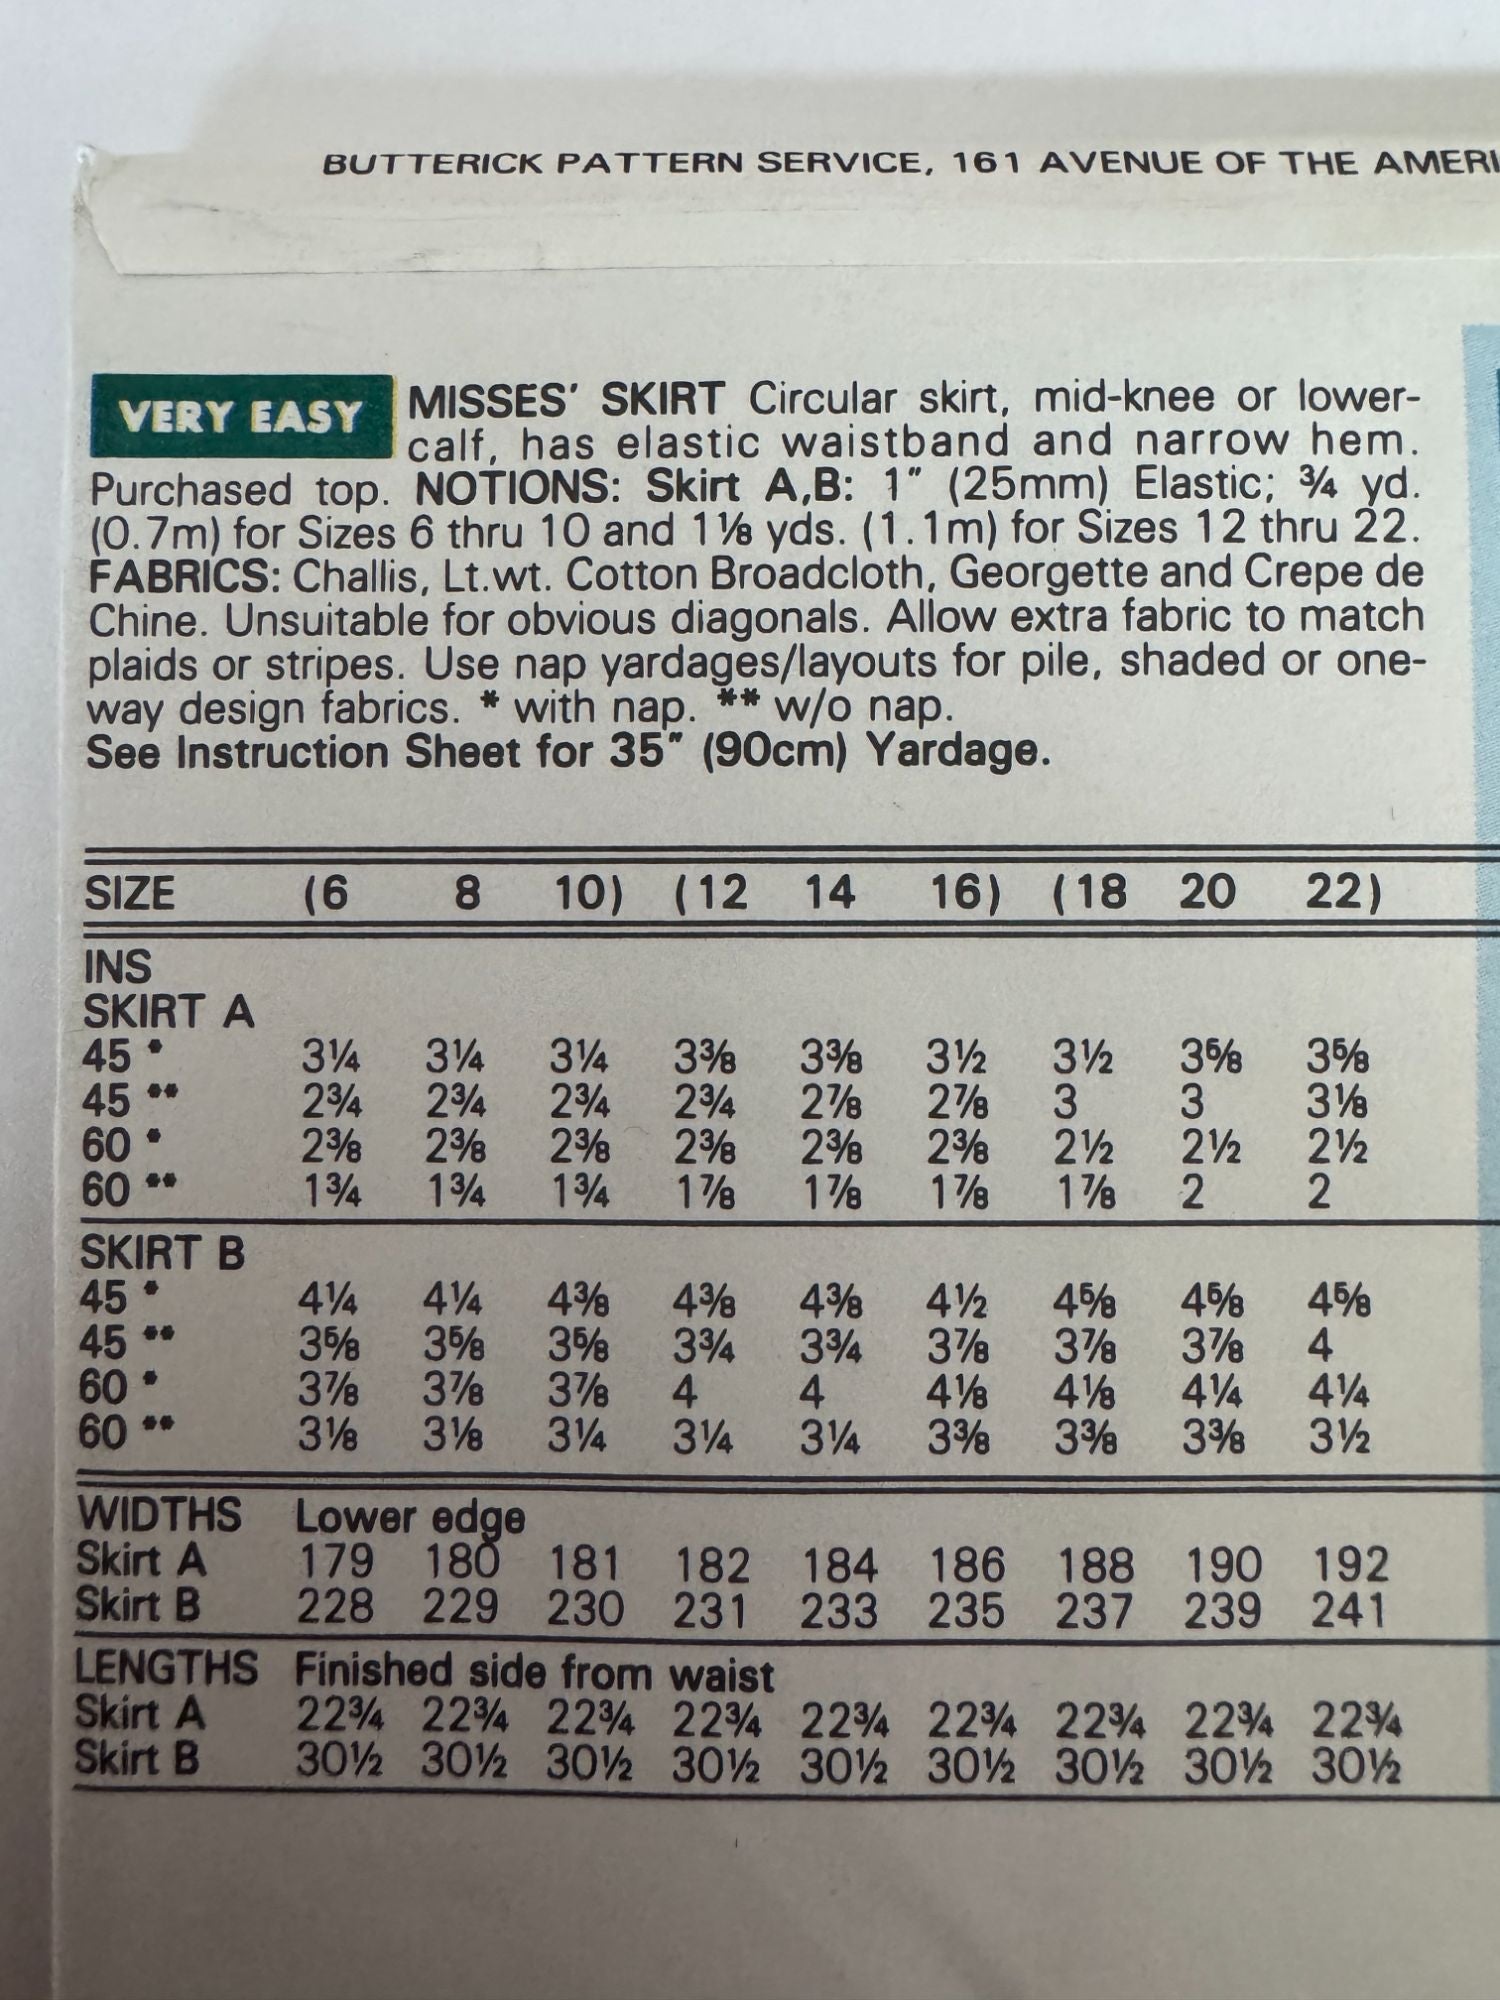 BUTTERICK PATTERN SERVICE, 161 AVENUE OF THE AMERI
VERY EASY MISSES' SKIRT Circular skirt, mid-knee or lower-
calf, has elastic waistband and narrow hem.
Purchased top. NOTIONS: Skirt A,B: 1" (25mm) Elastic; ¾ yd.
(0.7m) for Sizes 6 thru 10 and 1⅛ yds. (1.1m) for Sizes 12 thru 22.
FABRICS: Challis, Lt.wt. Cotton Broadcloth, Georgette and Crepe de
Chine. Unsuitable for obvious diagonals. Allow extra fabric to match
plaids or stripes. Use nap yardages/layouts for pile, shaded or one-
way design fabrics. * with nap. ** w/o nap.
See Instruction Sheet for 35" (90cm) Yardage.
SIZE (6 8 10) (12 14 16) (18 20 22)
INS
SKIRT A
45 * 3¼ 3¼ 3¼ 3⅜ 3⅜ 3½ 3½ 3⅝ 3⅝
45 ** 2¾ 2¾ 2¾ 2¾ 2⅞ 2⅞ 3 3 3⅛
60 * 2⅜ 2⅜ 2⅜ 2⅜ 2⅜ 2⅜ 2½ 2½ 2½
60 ** 1¾ 1¾ 1¾ 1⅞ 1⅞ 1⅞ 1⅞ 2 2
SKIRT B
45 * 4¼ 4¼ 4⅜ 4⅜ 4⅜ 4½ 4⅝ 4⅝ 4⅝
45 ** 3⅝ 3⅝ 3⅝ 3¾ 3¾ 3⅞ 3⅞ 3⅞ 4
60 * 3⅞ 3⅞ 3⅞ 4 4 4⅛ 4⅛ 4¼ 4¼
60 ** 3⅛ 3⅛ 3¼ 3¼ 3¼ 3⅜ 3⅜ 3⅜ 3½
WIDTHS Lower edge
Skirt A 179 180 181 182 184 186 188 190 192
Skirt B 228 229 230 231 233 235 237 239 241
LENGTHS Finished side from waist
Skirt A 22¾ 22¾ 22¾ 22¾ 22¾ 22¾ 22¾ 22¾ 22¾
Skirt B 30½ 30½ 30½ 30½ 30½ 30½ 30½ 30½ 30½